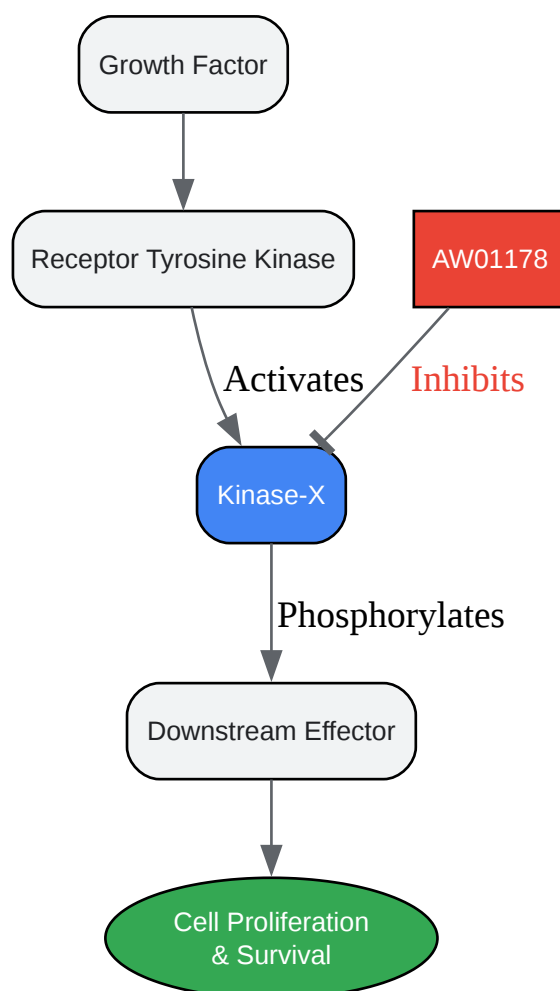 Growth Factor
Receptor Tyrosine Kinase
AW01178
Activates
Inhibits
Kinase-X
Phosphorylates
Downstream Effector
Cell Proliferation
& Survival